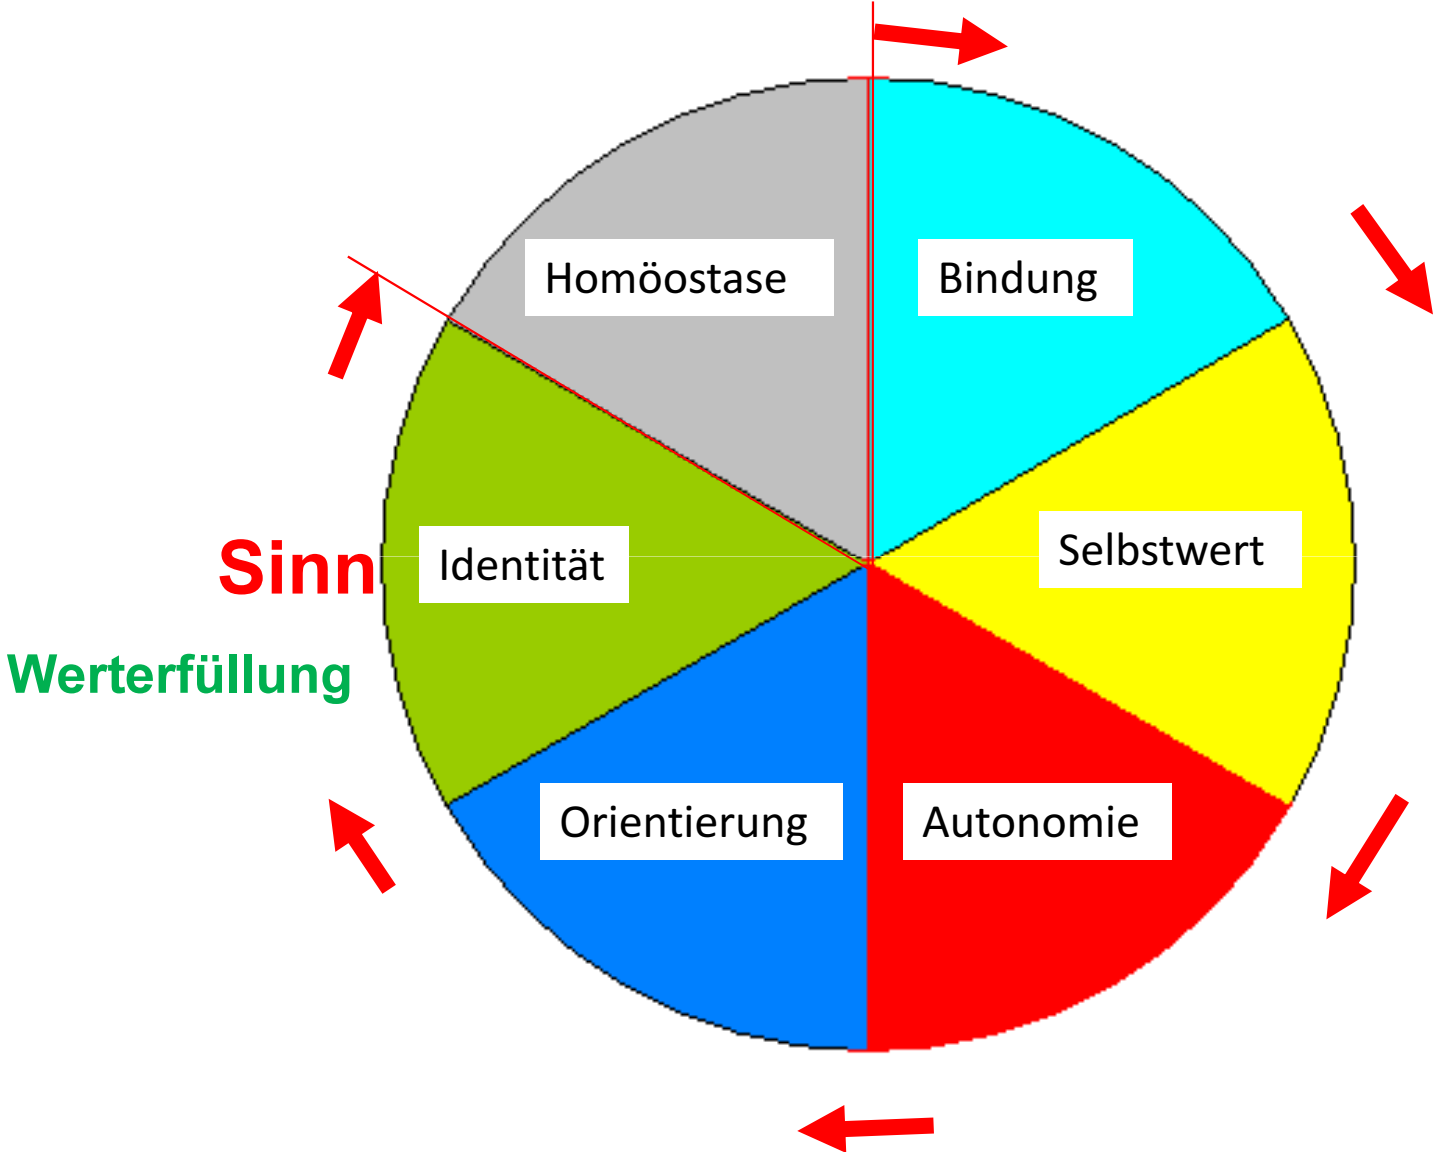 Homöostase
Bindung
Sinn
Identität
Selbstwert
Werterfüllung
Orientierung
Autonomie